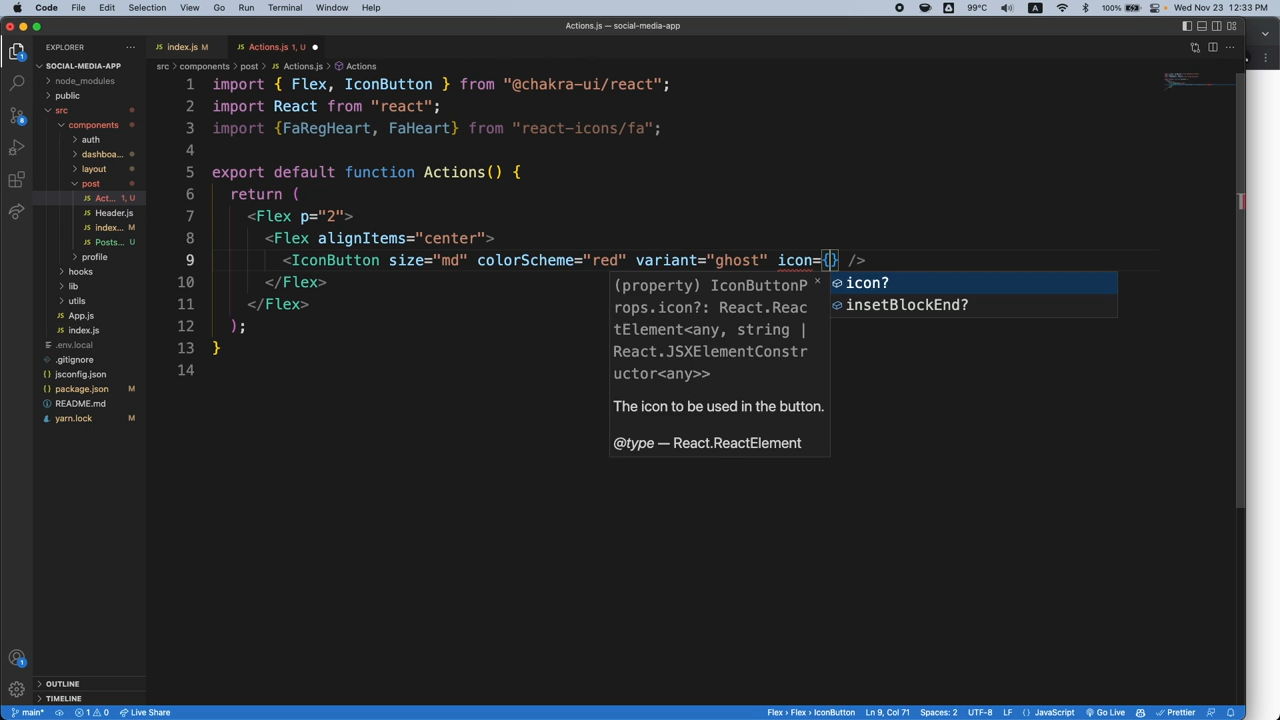 Code File Edit Selection View Go Run Terminal Window Help 99°C A 100% Wed Nov 23 12:33 PM
Actions.js — social-media-app
EXPLORER
index.js M
Actions.js 1, U
src > components > post > Actions.js > Actions
SOCIAL-MEDIA-APP
node_modules
public
src
components
auth
dashboa...
layout
post
Act... 1, U
Header.js
index...
Posts... U
profile
hooks
lib
utils
App.js
index.js
.env.local
.gitignore
jsconfig.json
package.json M
README.md
yarn.lock M
OUTLINE
TIMELINE
1 import { Flex, IconButton } from "@chakra-ui/react";
2 import React from "react";
3 import {FaRegHeart, FaHeart} from "react-icons/fa";
4
5 export default function Actions() {
6 return (
7 <Flex p="2">
8 <Flex alignItems="center">
9 <IconButton size="md" colorScheme="red" variant="ghost" icon={} />
10 </Flex>
11 </Flex>
12 );
13 }
14
(property) IconButtonP
rops.icon?: React.Reac
tElement<any, string |
React.JSXElementConstr
uctor<any>>
The icon to be used in the button.
@type — React.ReactElement
icon?
insetBlockEnd?
main* 1 0 Live Share Flex > Flex > IconButton Ln 9, Col 71 Spaces: 2 UTF-8 LF {} JavaScript Go Live Prettier